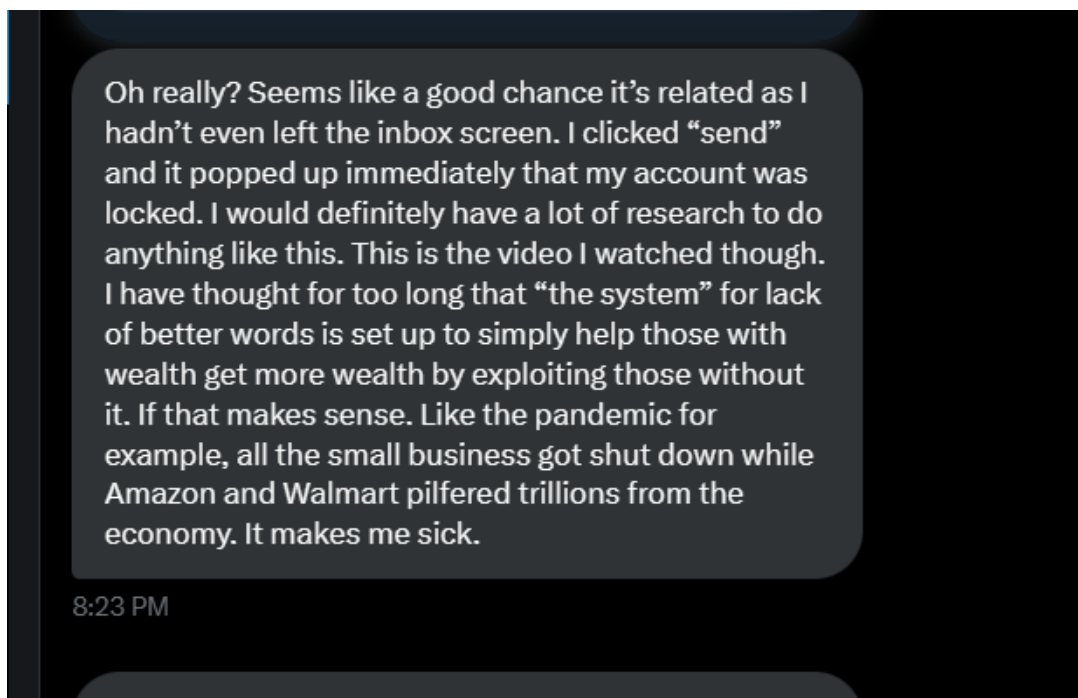 Oh really? Seems like a good chance it’s related as I
hadn’t even left the inbox screen. I clicked “send”
and it popped up immediately that my account was
locked. I would definitely have a lot of research to do
anything like this. This is the video I watched though.
I have thought for too long that “the system” for lack
of better words is set up to simply help those with
wealth get more wealth by exploiting those without
it. If that makes sense. Like the pandemic for
example, all the small business got shut down while
Amazon and Walmart pilfered trillions from the
economy. It makes me sick.
8:23 PM